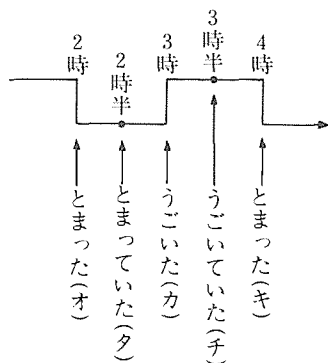 2時
2時半
3時
3時半
4時
とまった(オ)
とまっていた(タ)
うごいた(カ)
うごいていた(チ)
とまった(キ)